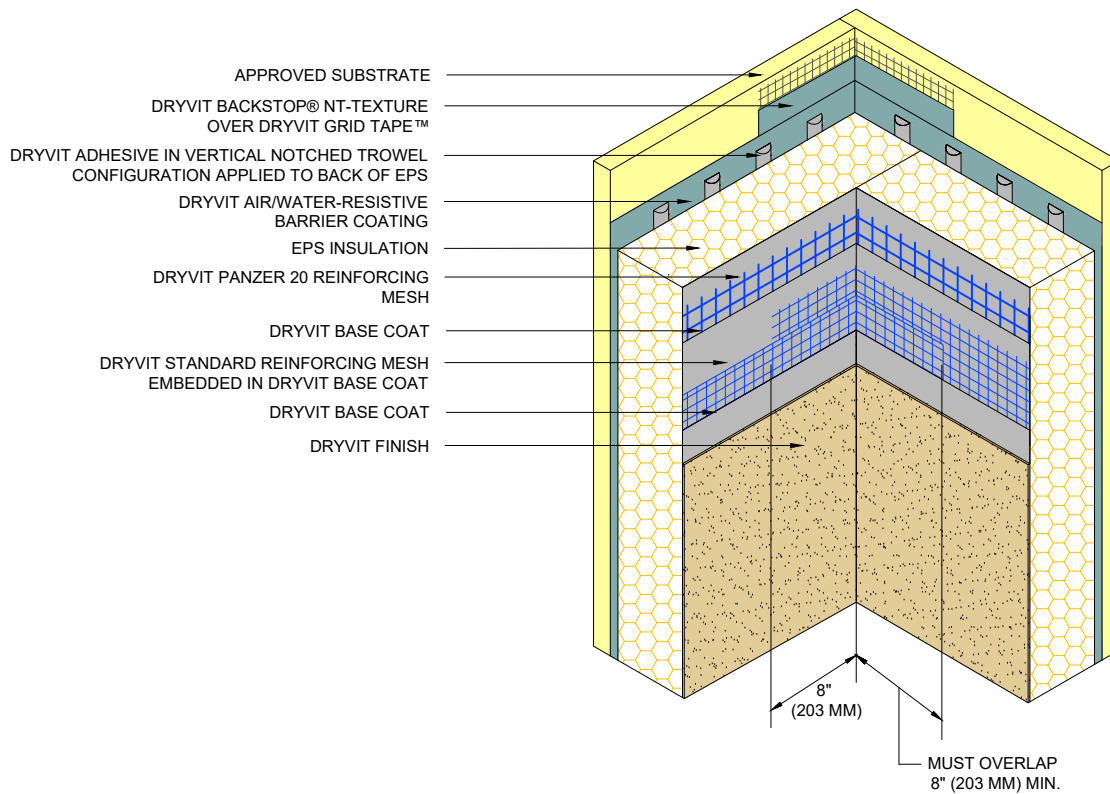 APPROVED SUBSTRATE
DRYVIT BACKSTOP® NT-TEXTURE
OVER DRYVIT GRID TAPE™
DRYVIT ADHESIVE IN VERTICAL NOTCHED TROWEL
CONFIGURATION APPLIED TO BACK OF EPS
DRYVIT AIR/WATER-RESISTIVE
BARRIER COATING
EPS INSULATION
DRYVIT PANZER 20 REINFORCING
MESH
DRYVIT BASE COAT
DRYVIT STANDARD REINFORCING MESH
EMBEDDED IN DRYVIT BASE COAT
DRYVIT BASE COAT
DRYVIT FINISH
8"
(203 MM)
MUST OVERLAP
8" (203 MM) MIN.